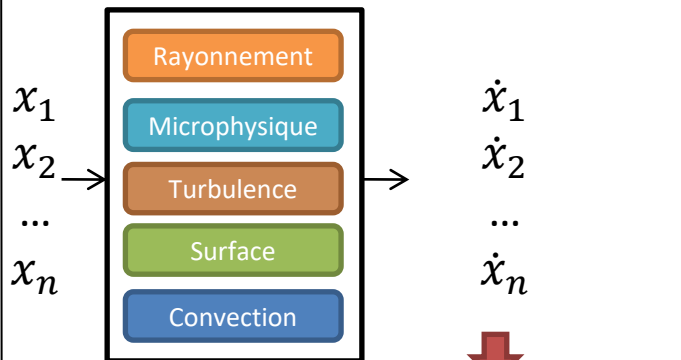 x₁
x₂
...
xₙ
Rayonnement
Microphysique
Turbulence
Surface
Convection
ẋ₁
ẋ₂
...
ẋₙ